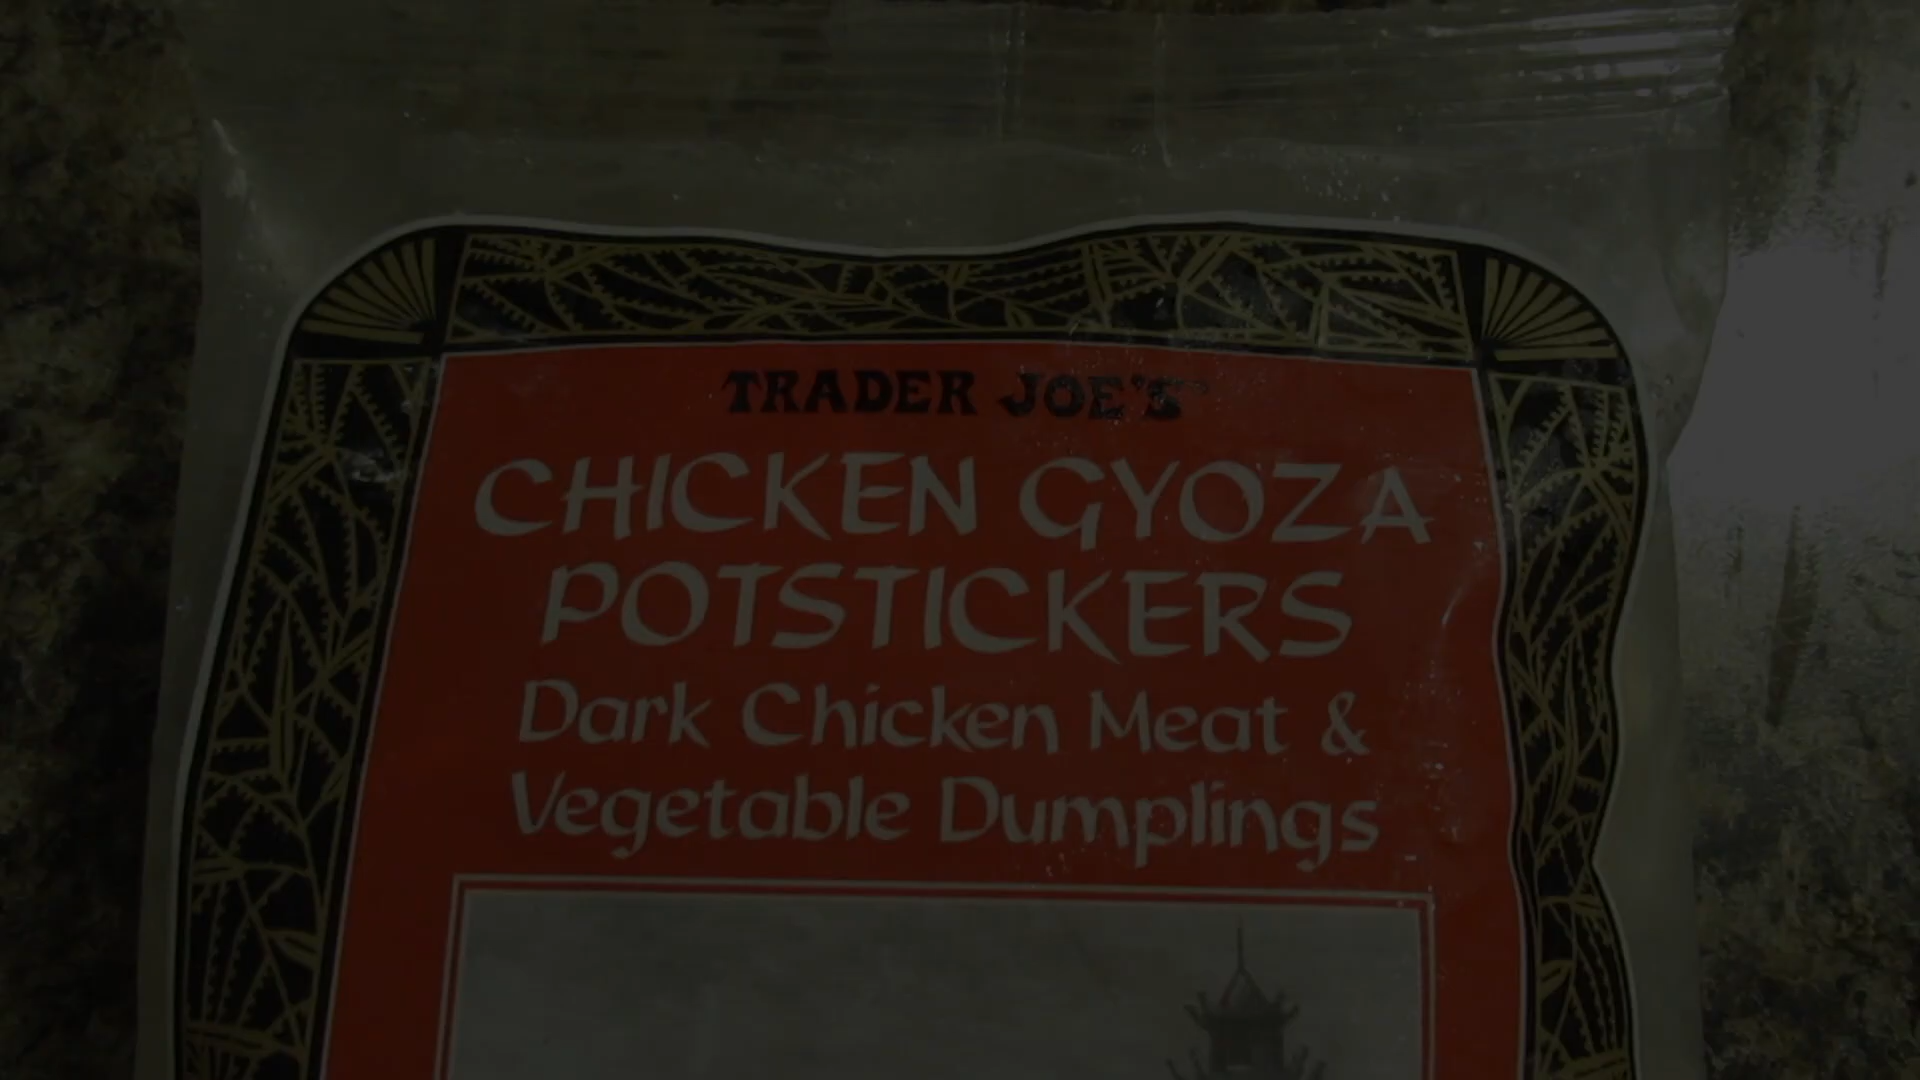 TRADER JOE'S
CHICKEN GYOZA
POTSTICKERS
Dark Chicken Meat &
Vegetable Dumplings